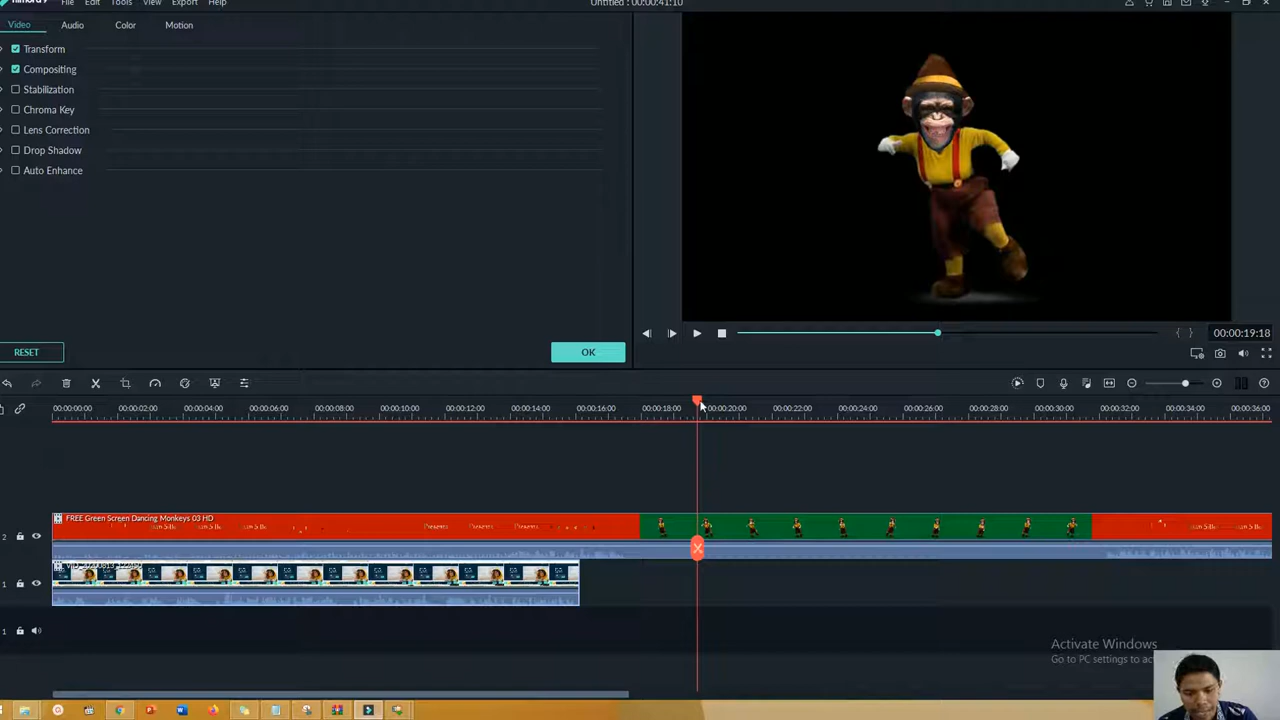 File Edit Tools View Export Help
Untitled : 00:00:41:10
Video Audio Color Motion
Transform
Compositing
Stabilization
Chroma Key
Lens Correction
Drop Shadow
Auto Enhance
RESET OK
00:00:19:18
00:00:00:00 00:00:02:00 00:00:04:00 00:00:06:00 00:00:08:00 00:00:10:00 00:00:12:00 00:00:14:00 00:00:16:00 00:00:18:00 00:00:20:00 00:00:22:00 00:00:24:00 00:00:26:00 00:00:28:00 00:00:30:00 00:00:32:00 00:00:34:00 00:00:36:00
FREE Green Screen Dancing Monkeys 03 HD
2
1
1
Activate Windows
Go to PC settings to